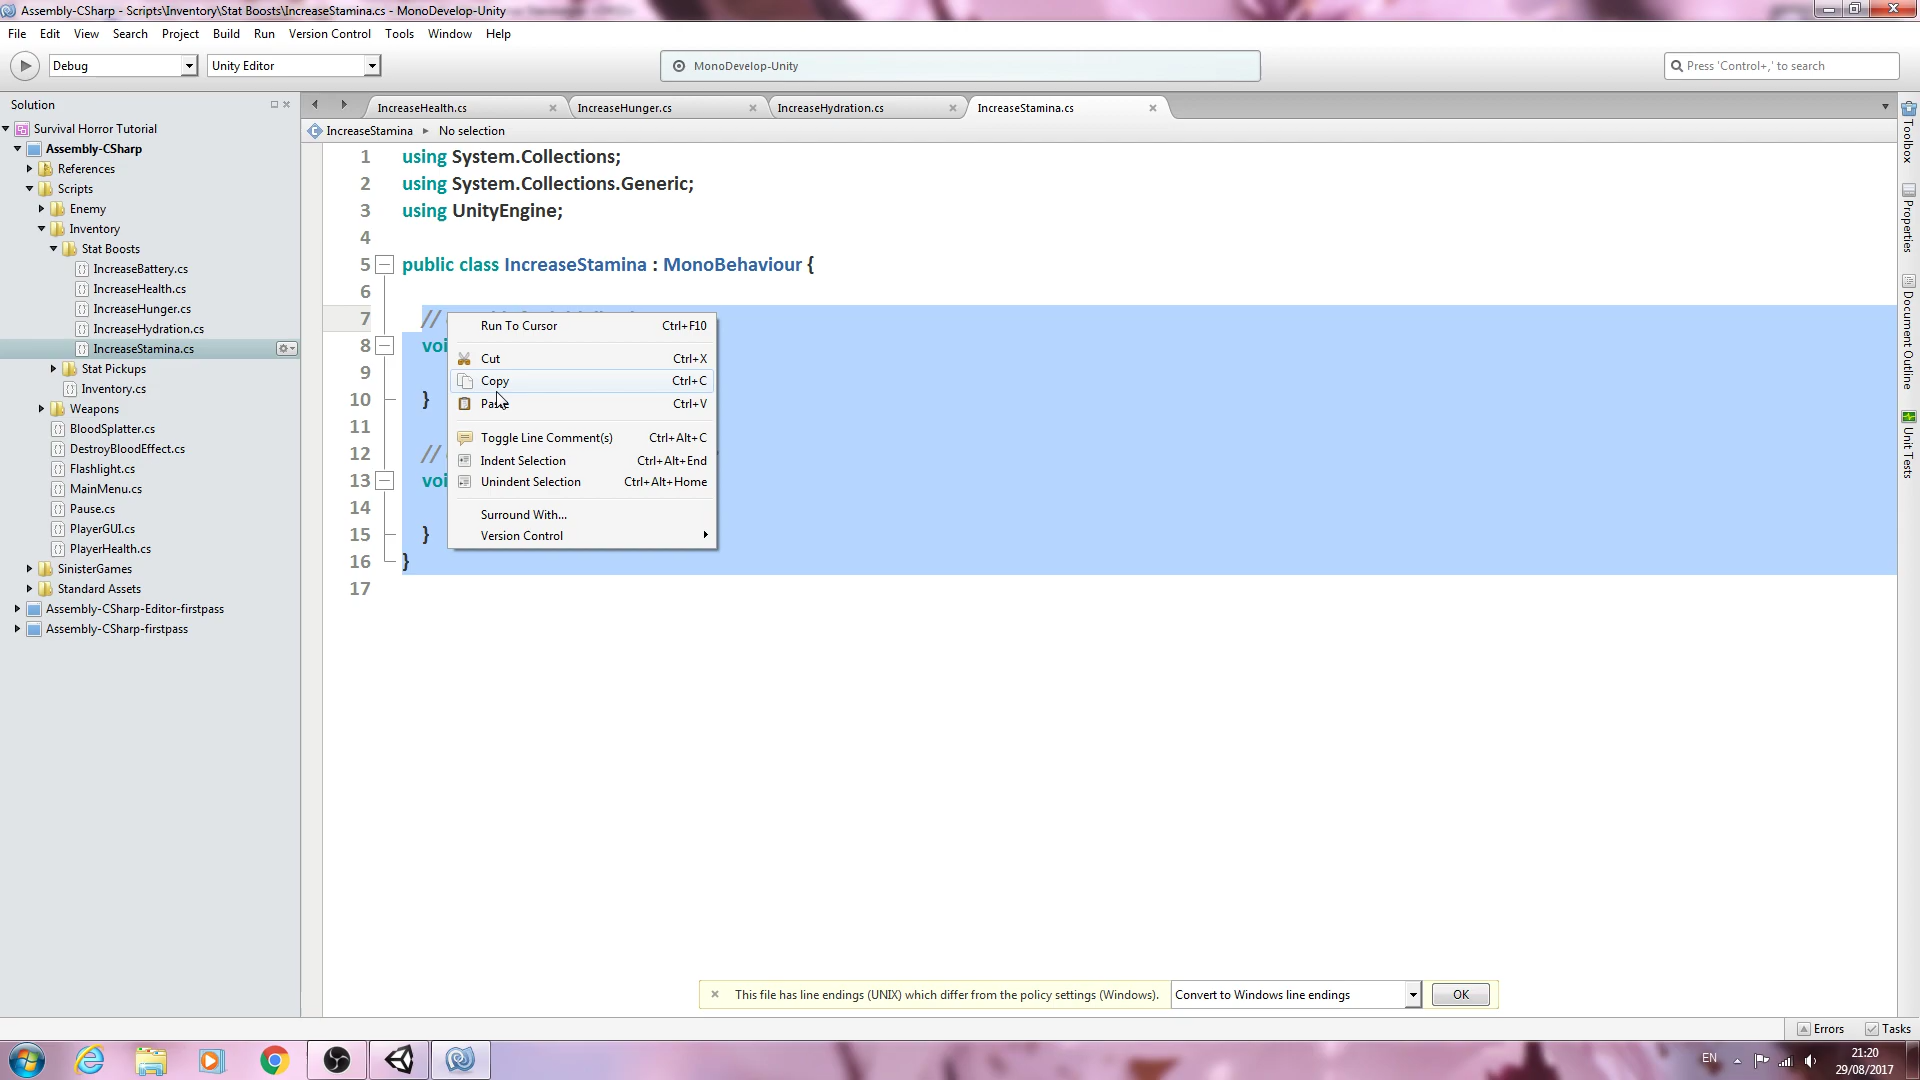 Assembly-CSharp - Scripts\Inventory\Stat Boosts\IncreaseStamina.cs - MonoDevelop-Unity
File Edit View Search Project Build Run Version Control Tools Window Help
Debug Unity Editor MonoDevelop-Unity Press 'Control+,' to search
Solution
IncreaseHealth.cs IncreaseHunger.cs IncreaseHydration.cs IncreaseStamina.cs
IncreaseStamina No selection
Survival Horror Tutorial
Assembly-CSharp
References
Scripts
Enemy
Inventory
Stat Boosts
IncreaseBattery.cs
IncreaseHealth.cs
IncreaseHunger.cs
IncreaseHydration.cs
IncreaseStamina.cs
Stat Pickups
Inventory.cs
Weapons
BloodSplatter.cs
DestroyBloodEffect.cs
Flashlight.cs
MainMenu.cs
Pause.cs
PlayerGUI.cs
PlayerHealth.cs
SinisterGames
Standard Assets
Assembly-CSharp-Editor-firstpass
Assembly-CSharp-firstpass
1 using System.Collections;
2 using System.Collections.Generic;
3 using UnityEngine;
4
5 public class IncreaseStamina : MonoBehaviour {
6
7 //
8 voi
9
10 }
11
12 //
13 voi
14
15 }
16 }
17
Run To Cursor Ctrl+F10
Cut Ctrl+X
Copy Ctrl+C
Paste Ctrl+V
Toggle Line Comment(s) Ctrl+Alt+C
Indent Selection Ctrl+Alt+End
Unindent Selection Ctrl+Alt+Home
Surround With...
Version Control
Toolbox
Properties
Document Outline
Unit Tests
This file has line endings (UNIX) which differ from the policy settings (Windows). Convert to Windows line endings OK
Errors Tasks
EN
21:20
29/08/2017